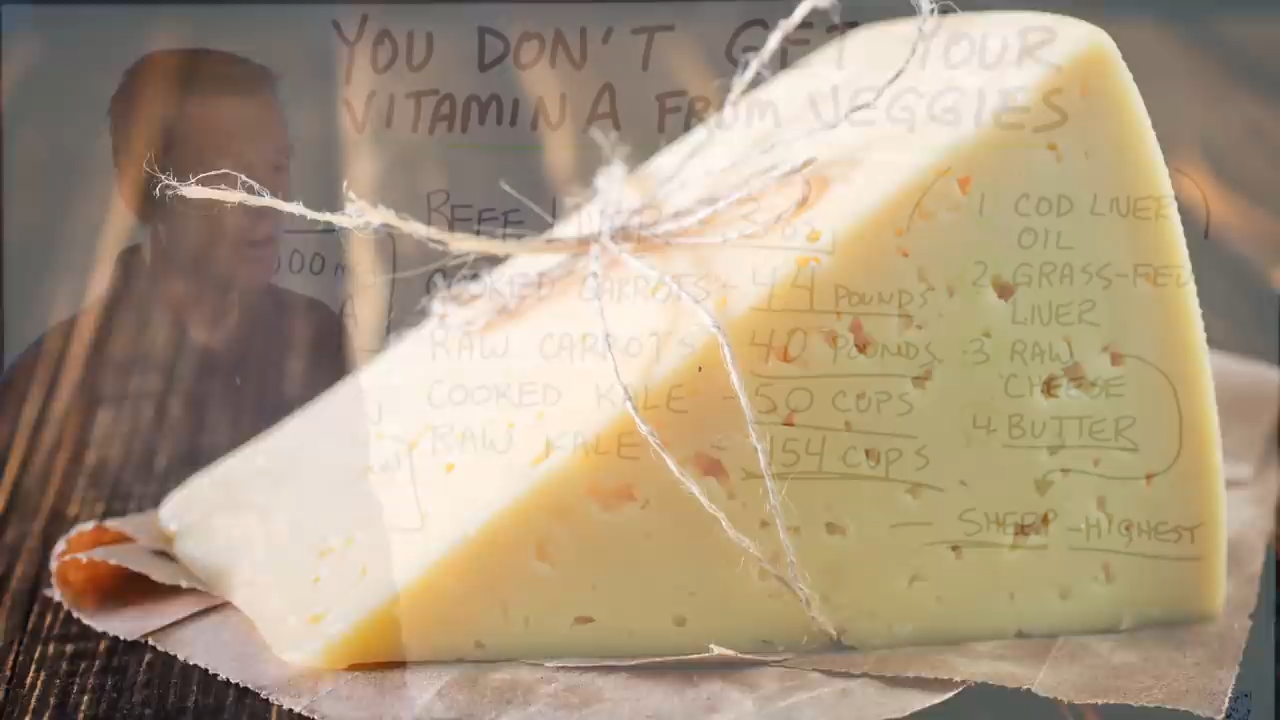 YOU DON'T GET YOUR
VITAMIN A FROM VEGGIES
BEEF LIVER - 3 oz
COOKED CARROTS - 44 POUNDS
RAW CARROTS - 40 POUNDS
COOKED KALE - 50 CUPS
RAW KALE - 154 CUPS
1 COD LIVER
OIL
2 GRASS-FED
LIVER
3 RAW
CHEESE
4. BUTTER
— SHEEP - HIGHEST